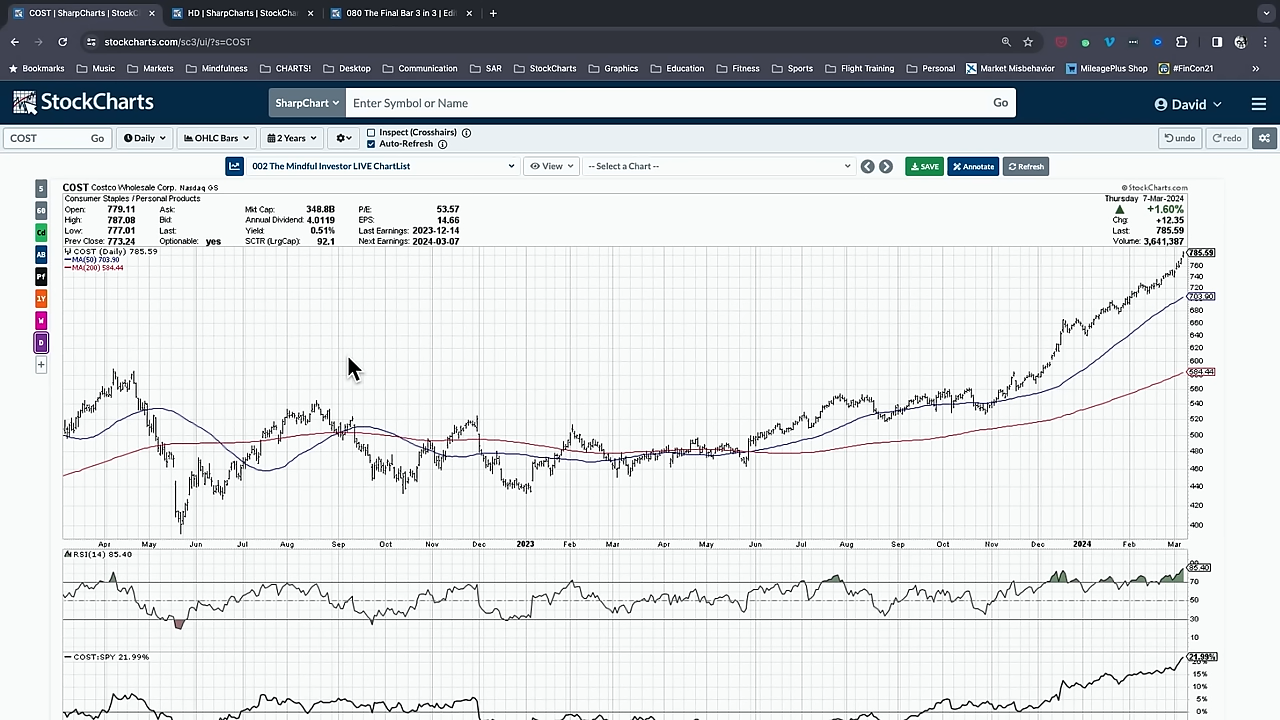 COST | SharpCharts | StockChart × HD | SharpCharts | StockChar × 080 The Final Bar 3 in 3 | Edi × +
stockcharts.com/sc3/ui/?s=COST
Bookmarks Music Markets Mindfulness CHARTS! Desktop Communication SAR StockCharts Graphics Education Fitness Sports Flight Training Personal Market Misbehavior MileagePlus Shop #FinCon21 »
StockCharts SharpChart Enter Symbol or Name Go David
COST Go Daily OHLC Bars 2 Years Inspect (Crosshairs) undo redo
Auto-Refresh
002 The Mindful Investor LIVE ChartList View -- Select a Chart -- SAVE Annotate Refresh
S
60
Cd
AB
Pf
1Y
W
D
+
COST Costco Wholesale Corp. Nasdaq GS © StockCharts.com
Consumer Staples / Personal Products Thursday 7-Mar-2024
Open: 779.11 Ask: Mkt Cap: 348.8B P/E: 53.57 +1.60%
High: 787.08 Bid: Annual Dividend: 4.0119 EPS: 14.66 Chg: +12.35
Low: 777.01 Last: Yield: 0.51% Last Earnings: 2023-12-14 Last: 785.59
Prev Close: 773.24 Optionable: yes SCTR (LrgCap): 92.1 Next Earnings: 2024-03-07 Volume: 3,641,387
COST (Daily) 785.59
MA(50) 703.90
MA(200) 584.44
785.59
760
740
720
703.90
680
660
640
620
600
584.44
560
540
520
500
480
460
440
420
400
Apr May Jun Jul Aug Sep Oct Nov Dec 2023 Feb Mar Apr May Jun Jul Aug Sep Oct Nov Dec 2024 Feb Mar
RSI(14) 85.40
85.40
70
50
30
10
COST:SPY 21.99%
21.99%
15%
10%
5%
0%